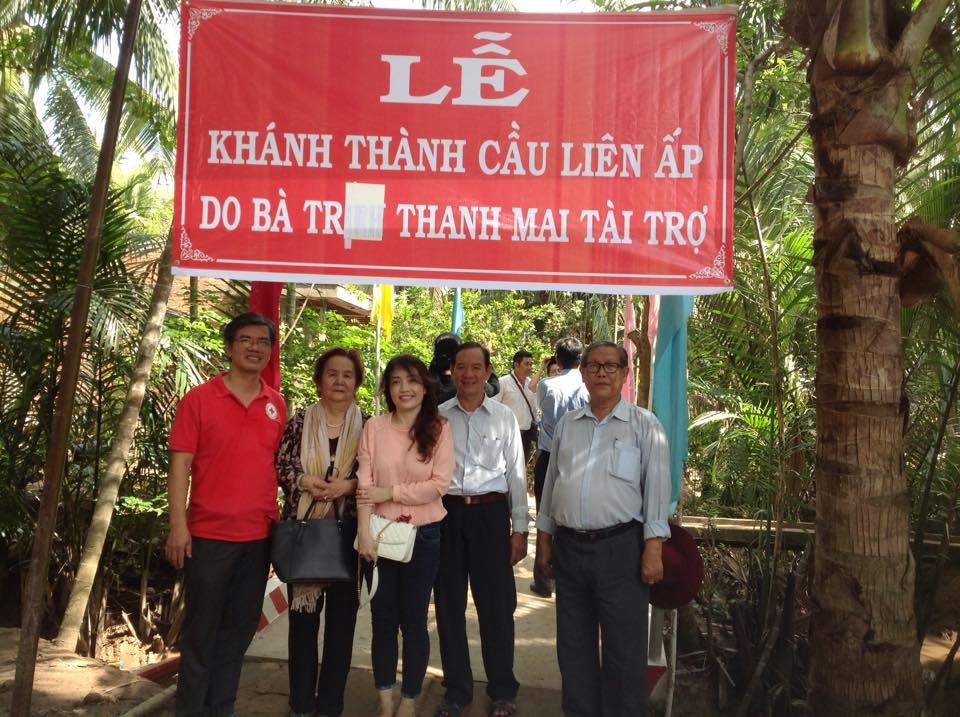 LỄ
KHÁNH THÀNH CẦU LIÊN ẤP
DO BÀ THANH MAI TÀI TRỢ